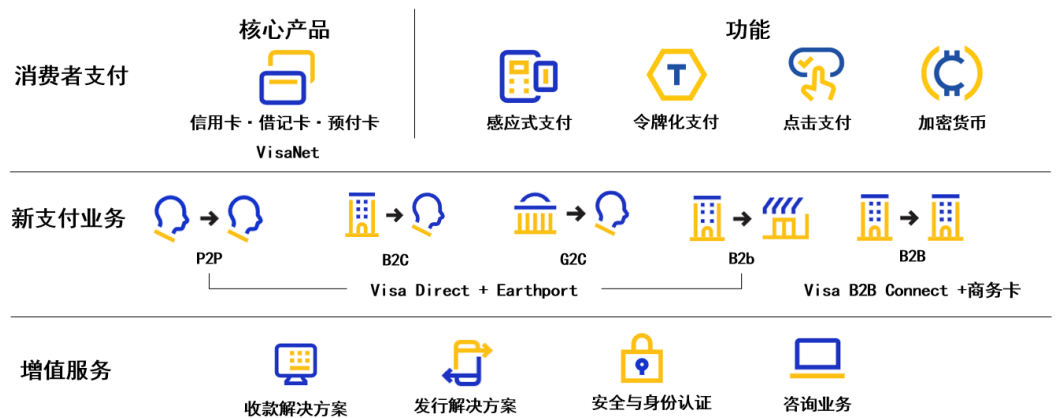 核心产品
功能
消费者支付
信用卡·借记卡·预付卡
VisaNet
感应式支付
T
令牌化支付
点击支付
加密货币
新支付业务
P2P
B2C
G2C
B2b
B2B
Visa Direct + Earthport
Visa B2B Connect +商务卡
增值服务
收款解决方案
发行解决方案
安全与身份认证
咨询业务